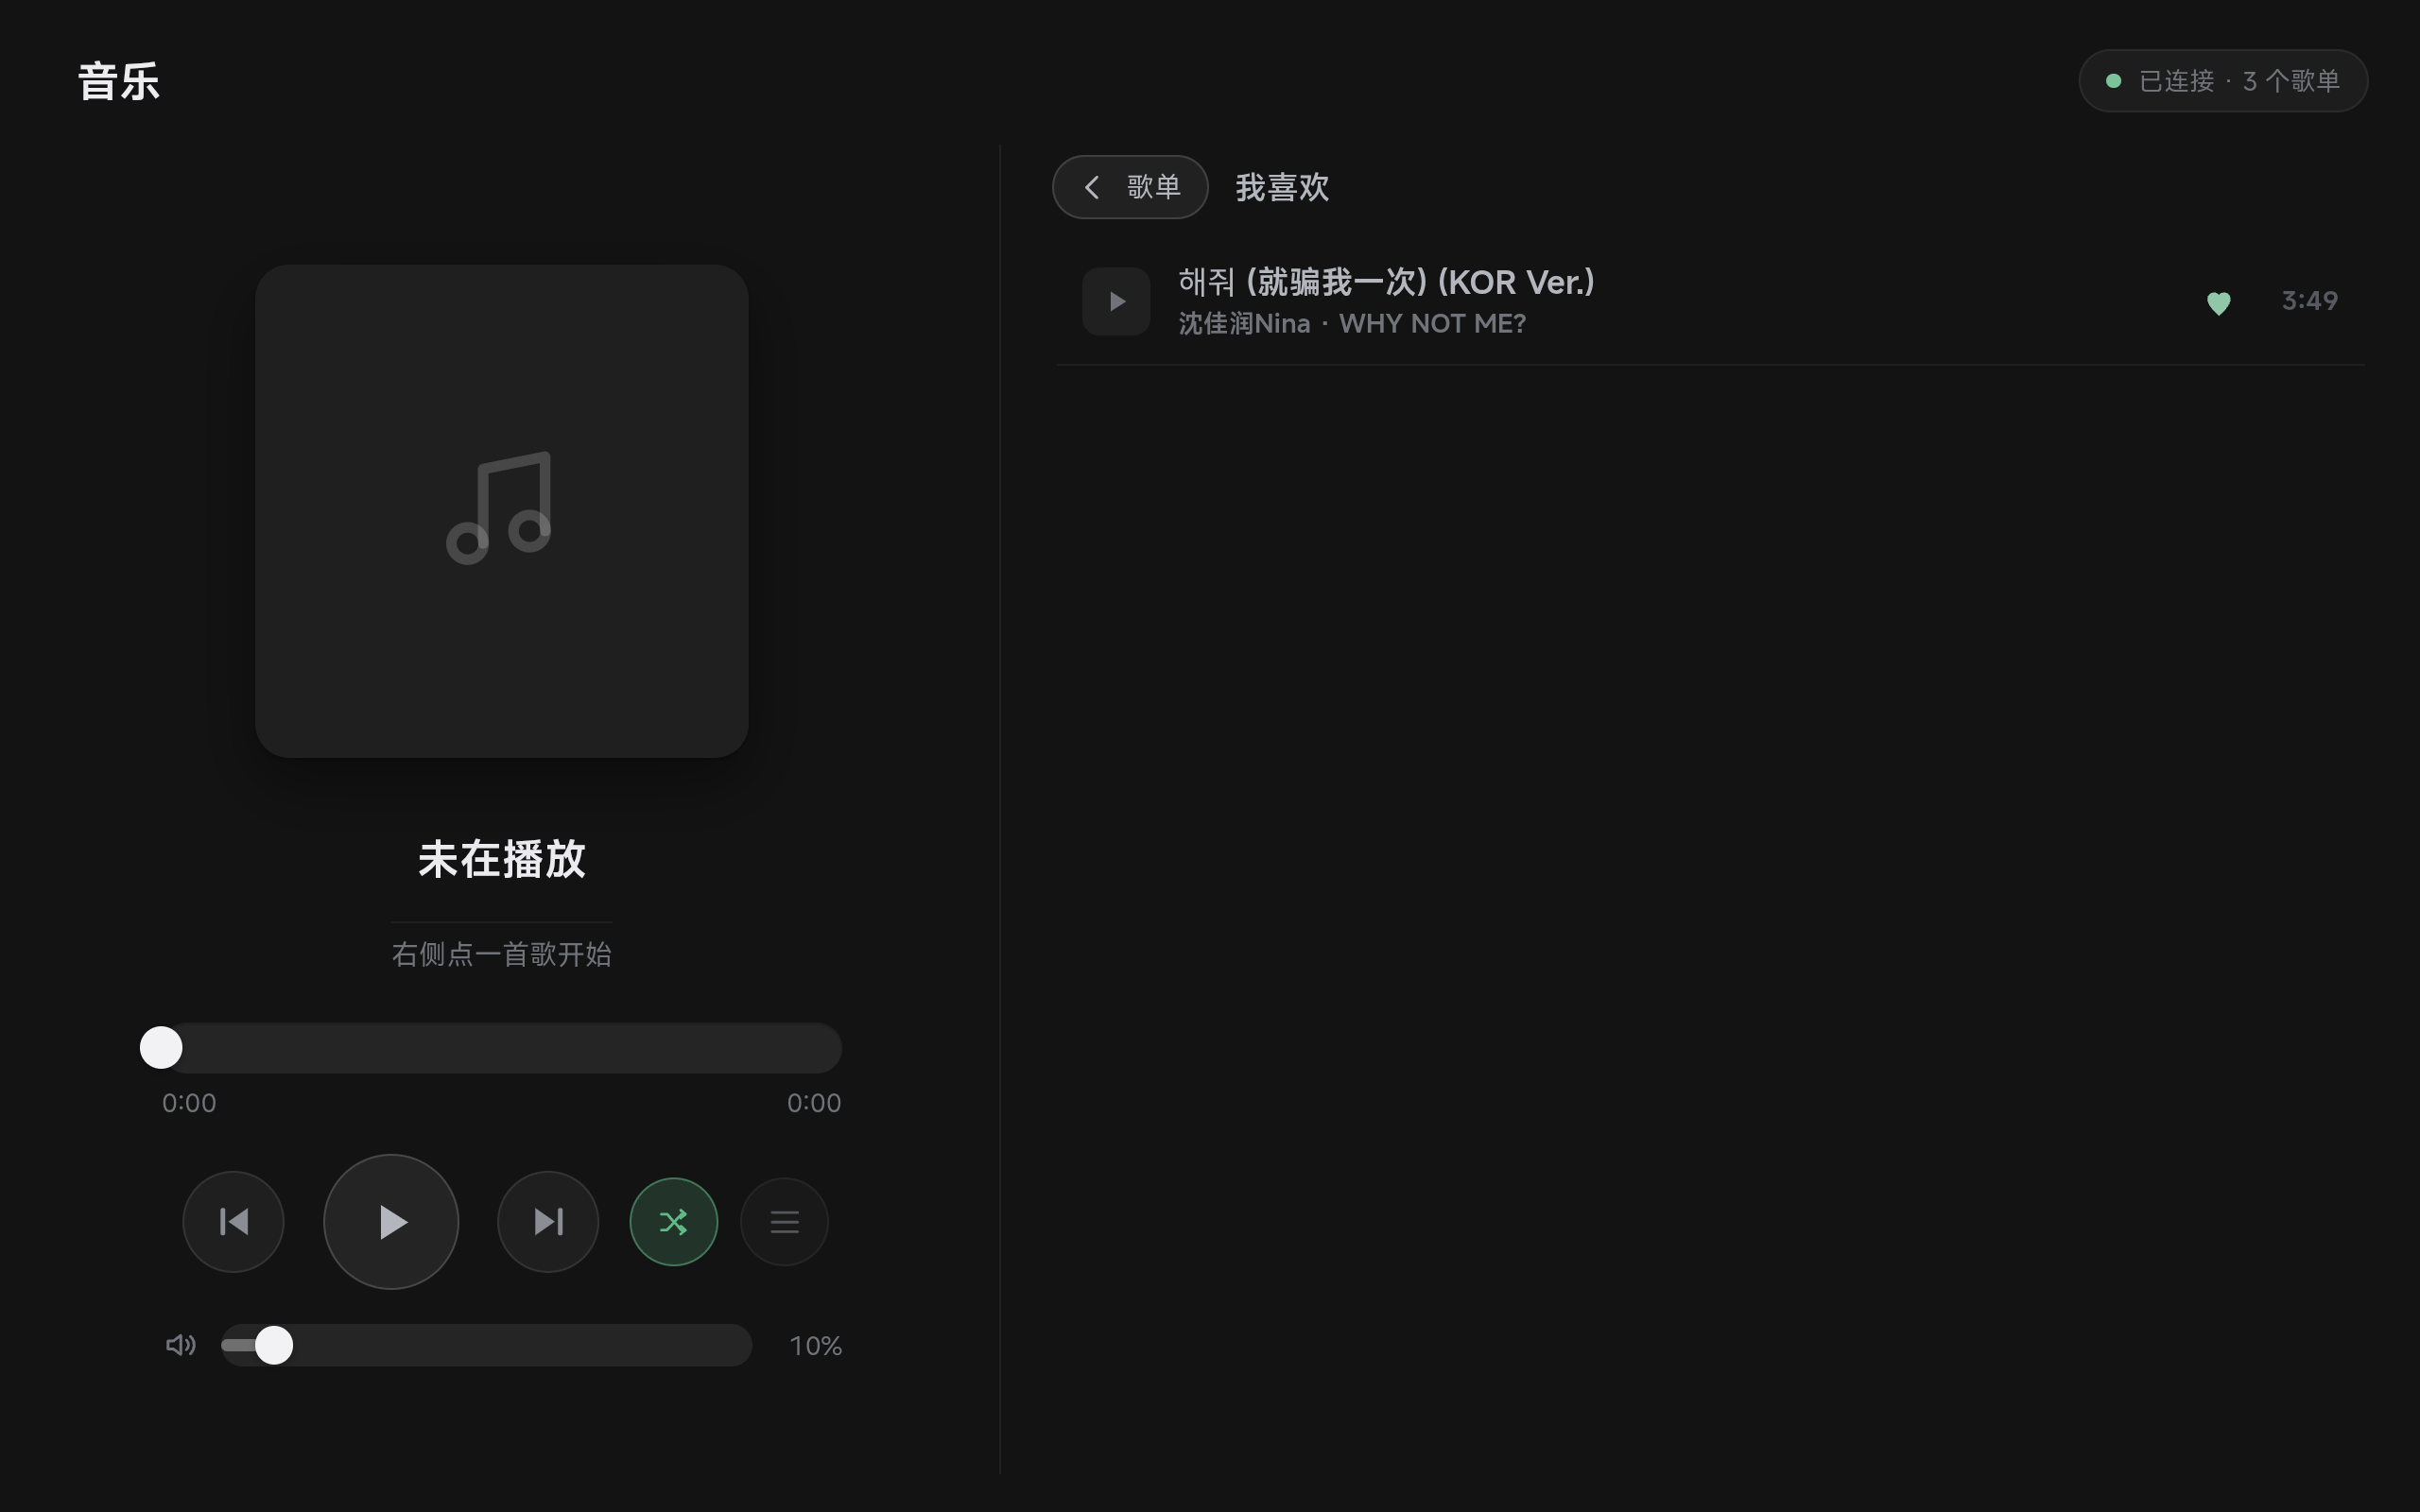 音乐
已连接 · 3 个歌单
歌单
我喜欢
해줘 (就骗我一次) (KOR Ver.)
沈佳润Nina · WHY NOT ME?
3:49
未在播放
右侧点一首歌开始
0:00
0:00
10%